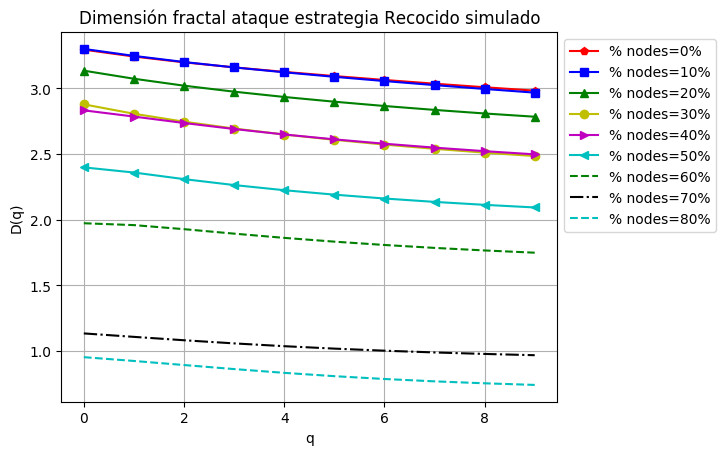 Dimensión fractal ataque estrategia Recocido simulado
% nodes=0%
% nodes=10%
% nodes=20%
% nodes=30%
% nodes=40%
% nodes=50%
% nodes=60%
% nodes=70%
% nodes=80%
D(q)
3.0
2.5
2.0
1.5
1.0
0 2 4 6 8
q